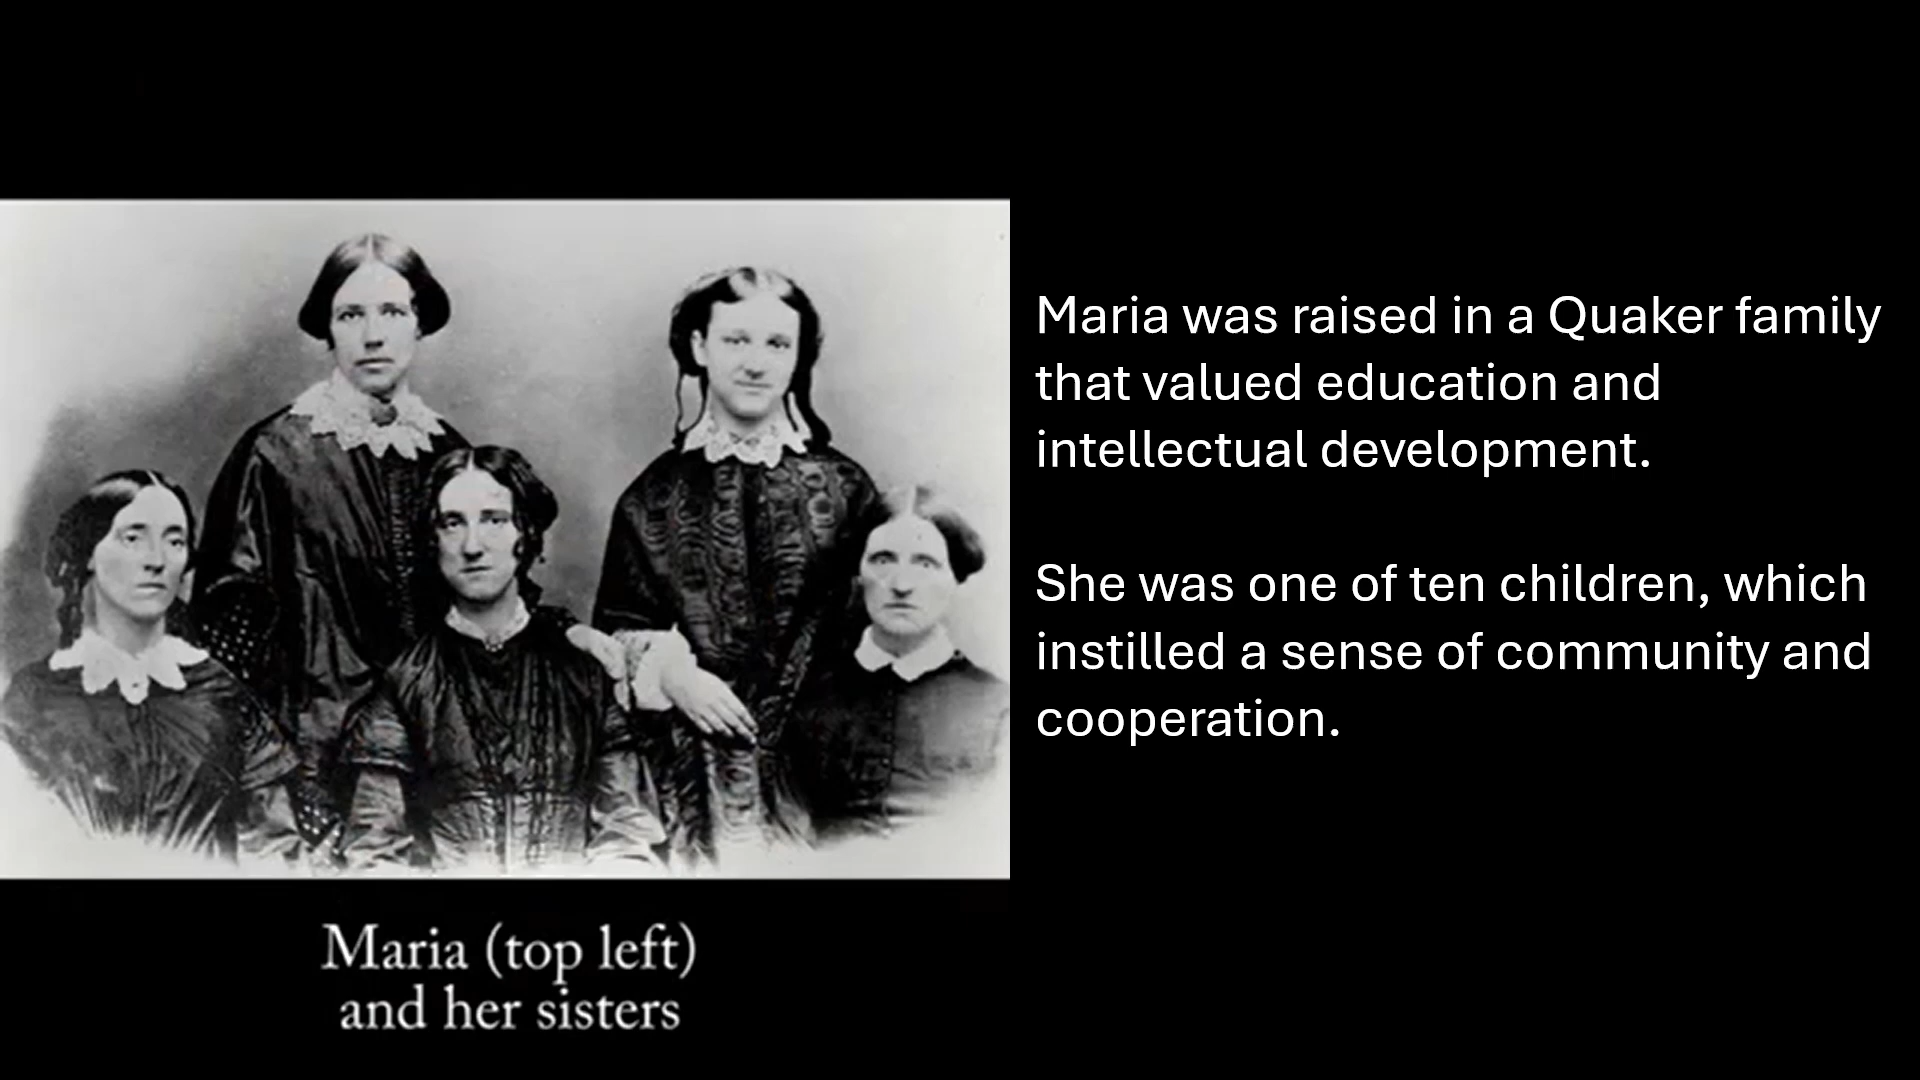 Maria was raised in a Quaker family
that valued education and
intellectual development.
She was one of ten children, which
instilled a sense of community and
cooperation.
Maria (top left)
and her sisters